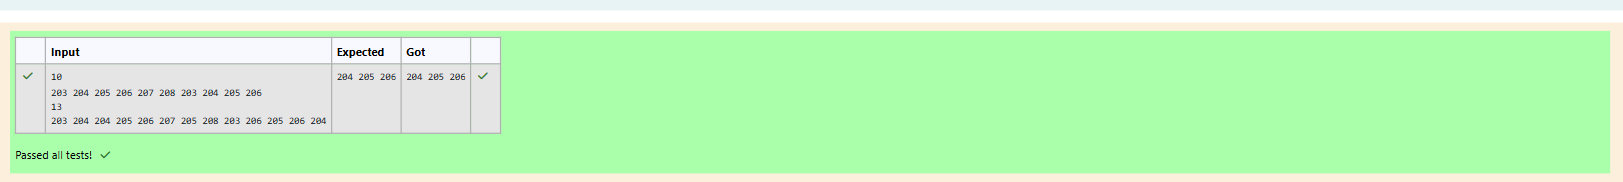 Input Expected Got
10 204 205 206 204 205 206
203 204 205 206 207 208 203 204 205 206
13
203 204 204 205 206 207 205 208 203 206 205 206 204
Passed all tests!